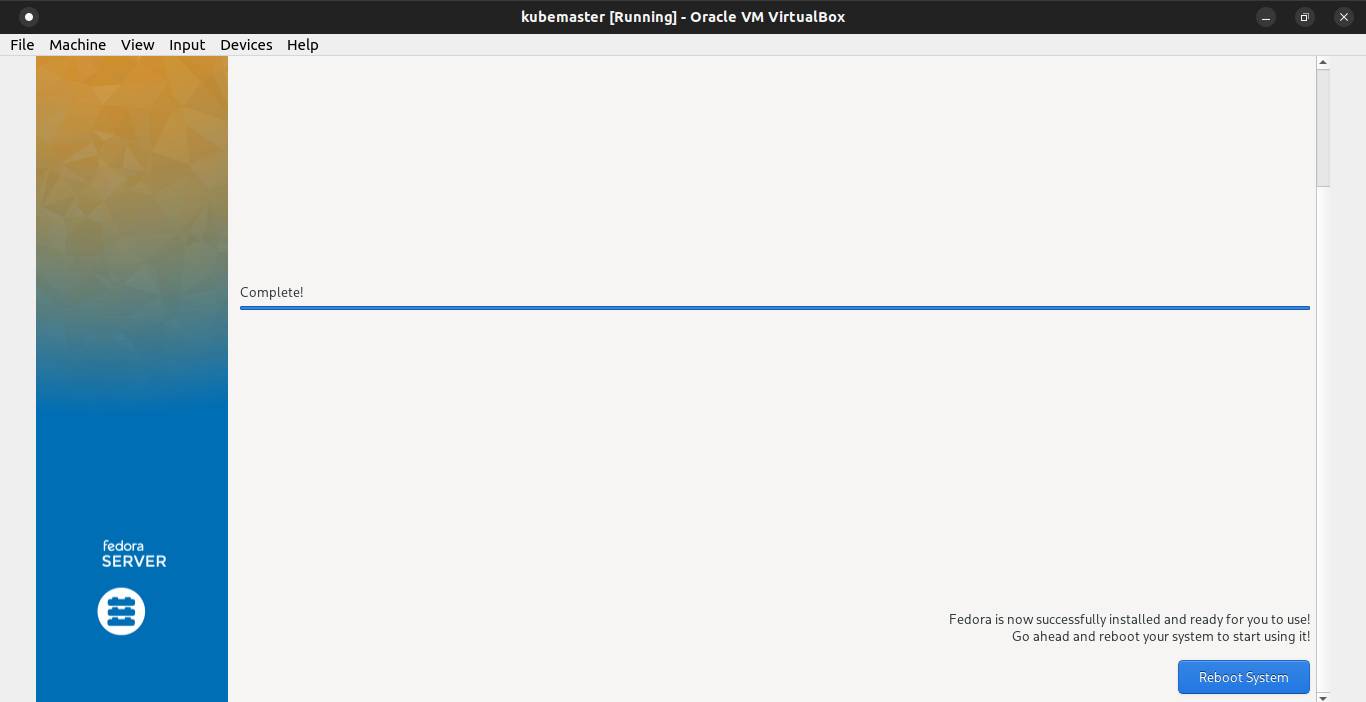 kubemaster [Running] - Oracle VM VirtualBox
File Machine View Input Devices Help
Complete!
fedora
SERVER
Fedora is now successfully installed and ready for you to use!
Go ahead and reboot your system to start using it!
Reboot System